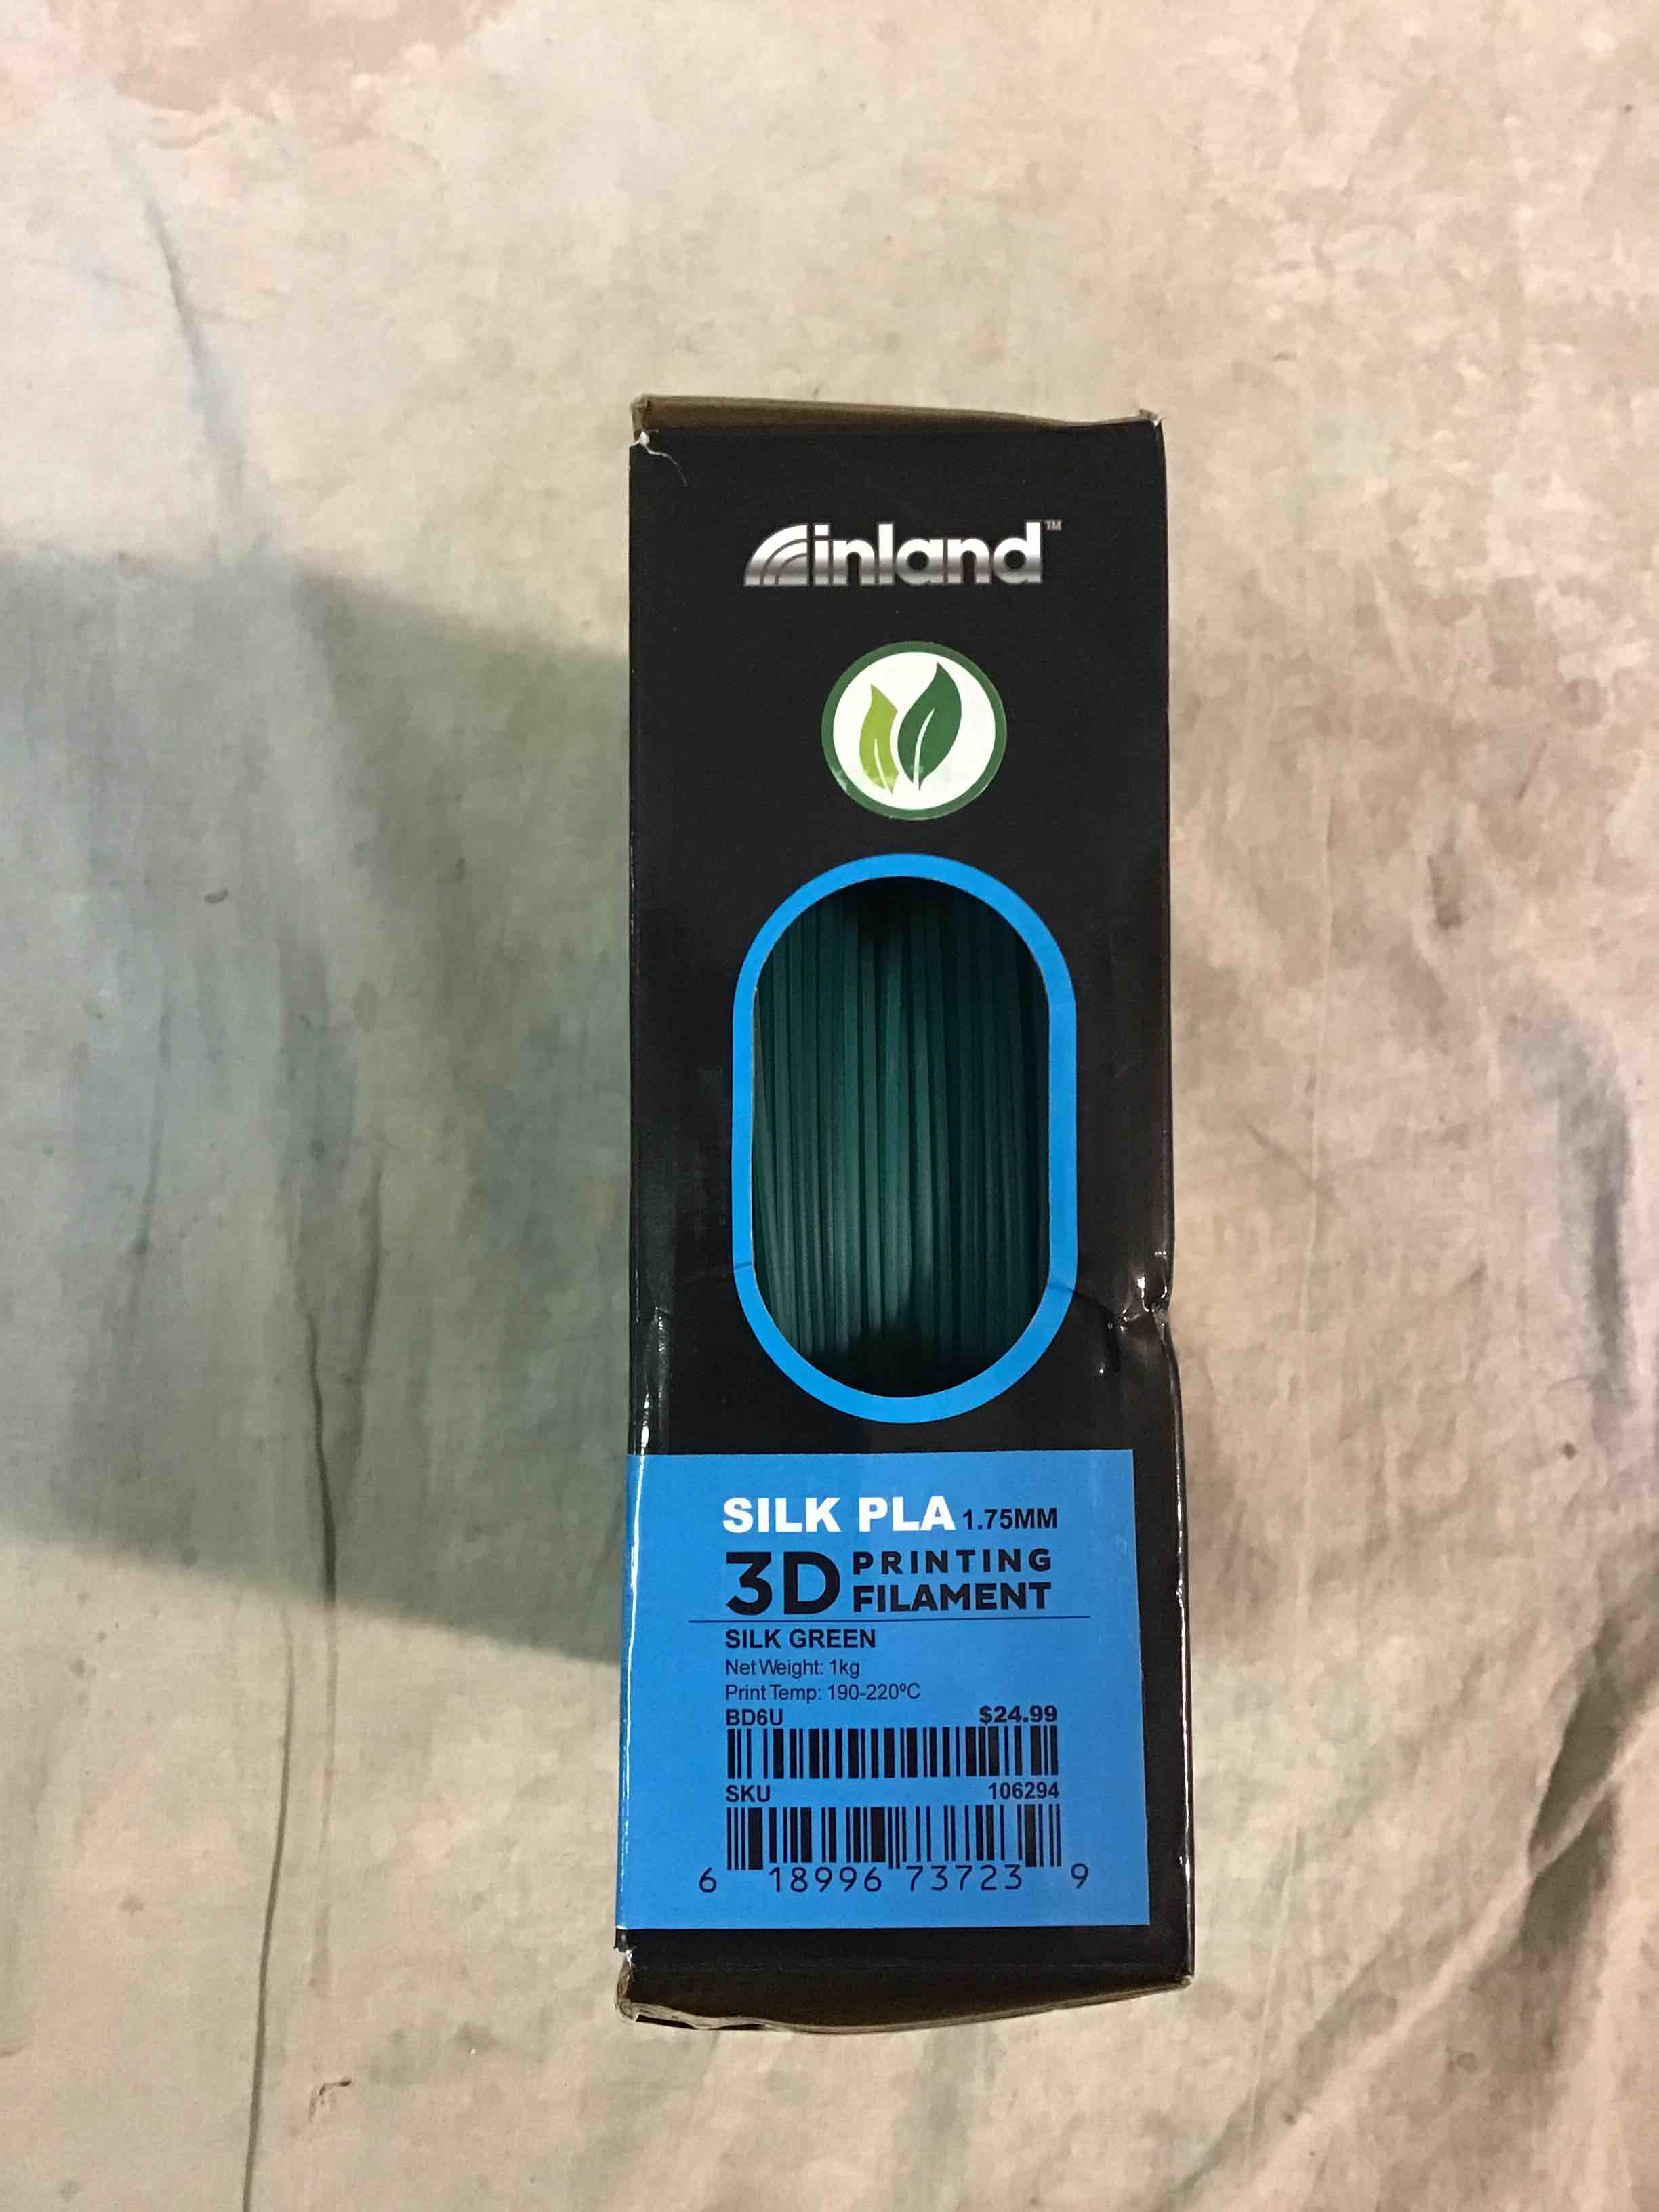 inland™
SILK PLA 1.75MM
3D PRINTING
FILAMENT
SILK GREEN
Net Weight: 1kg
Print Temp: 190-220ºC
BD6U $24.99
SKU 106294
6 18996 73723 9